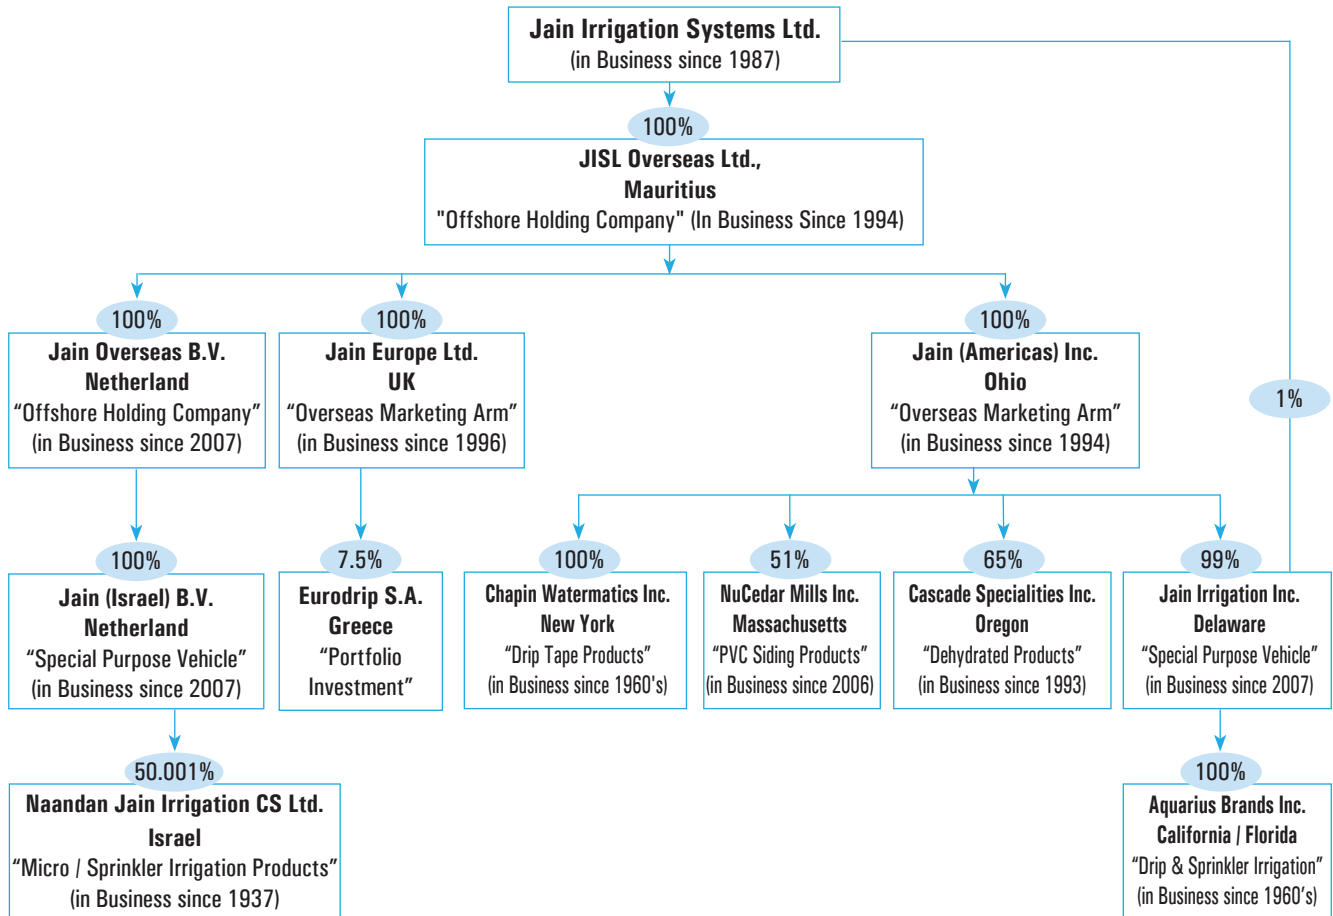 Jain Irrigation Systems Ltd.
(in Business since 1987)
100%
JISL Overseas Ltd.,
Mauritius
"Offshore Holding Company" (In Business Since 1994)
100%
Jain Overseas B.V.
Netherland
“Offshore Holding Company”
(in Business since 2007)
100%
Jain Europe Ltd.
UK
“Overseas Marketing Arm”
(in Business since 1996)
100%
Jain (Americas) Inc.
Ohio
“Overseas Marketing Arm”
(in Business since 1994)
1%
100%
Jain (Israel) B.V.
Netherland
“Special Purpose Vehicle”
(in Business since 2007)
7.5%
Eurodrip S.A.
Greece
“Portfolio
Investment”
100%
Chapin Watermatics Inc.
New York
“Drip Tape Products”
(in Business since 1960's)
51%
NuCedar Mills Inc.
Massachusetts
“PVC Siding Products”
(in Business since 2006)
65%
Cascade Specialities Inc.
Oregon
“Dehydrated Products”
(in Business since 1993)
99%
Jain Irrigation Inc.
Delaware
“Special Purpose Vehicle”
(in Business since 2007)
50.001%
Naandan Jain Irrigation CS Ltd.
Israel
“Micro / Sprinkler Irrigation Products”
(in Business since 1937)
100%
Aquarius Brands Inc.
California / Florida
“Drip & Sprinkler Irrigation”
(in Business since 1960’s)